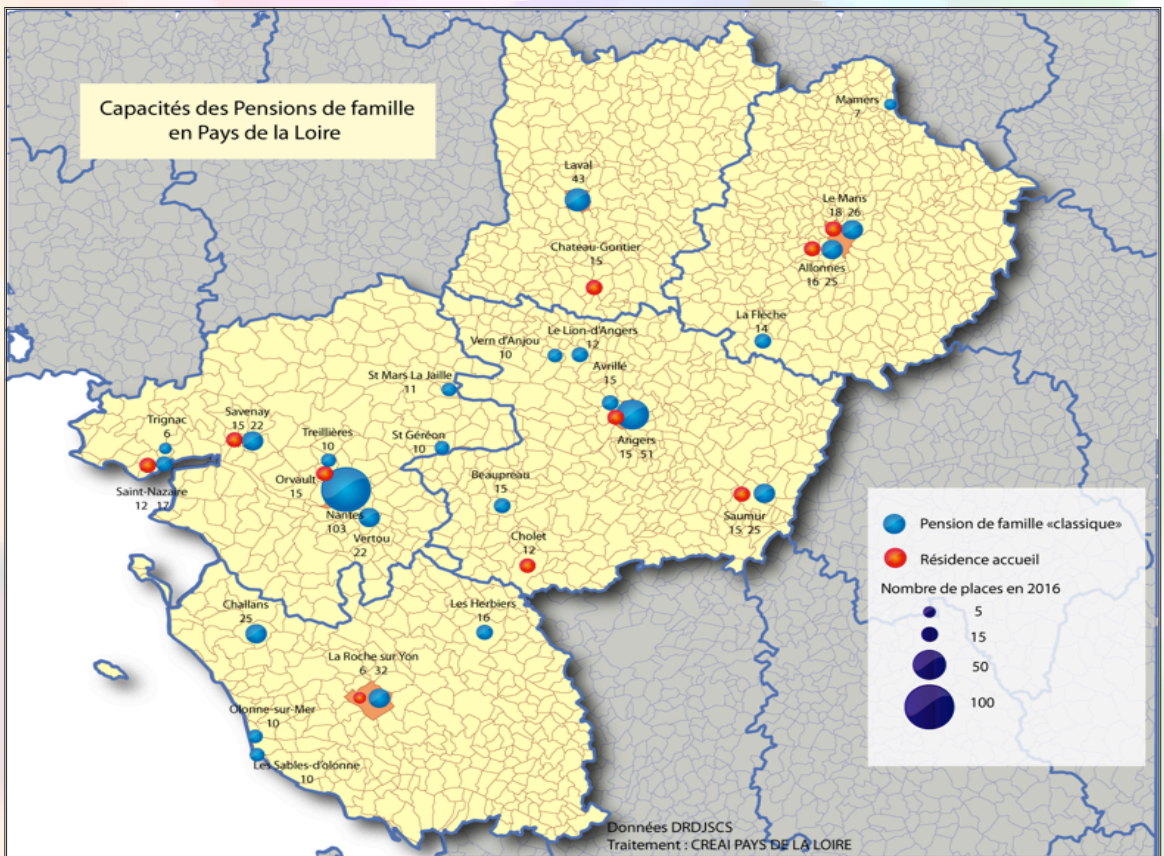 Capacités des Pensions de famille
en Pays de la Loire
Mamers
7
Laval
43
Le Mans
18 26
Chateau-Gontier
15
Allonnes
16 25
La Flèche
14
Le Lion-d'Angers
12
Vern d'Anjou
10
Avrillé
15
St Mars La Jaille
11
Angers
15 51
Trignac
6
Savenay
15 22
Treillières
10
St Géréon
10
Orvault
15
Beaupreau
15
Saint-Nazaire
12 17
Nantes
103
Vertou
22
Saumur
15 25
Cholet
12
Challans
25
Les Herbiers
16
La Roche sur Yon
6 32
Olonne-sur-Mer
10
Les Sables-d'olonne
10
Pension de famille «classique»
Résidence accueil
Nombre de places en 2016
5
15
50
100
Données DRDJSCS
Traitement : CREAI PAYS DE LA LOIRE